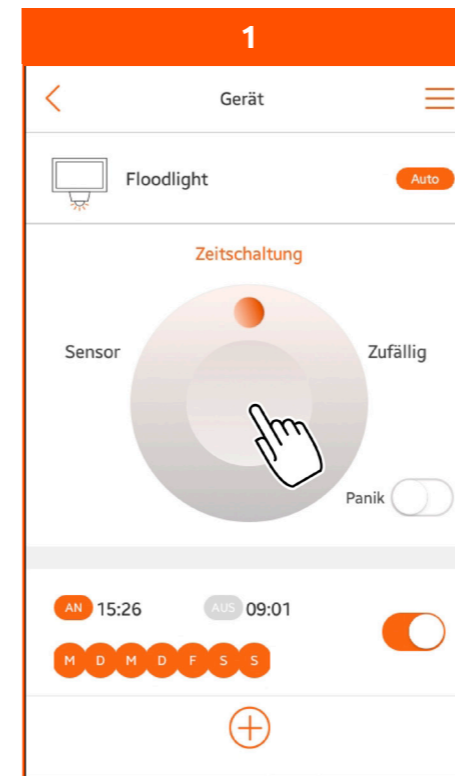 1
Gerät
Floodlight Auto
Zeitschaltung
Sensor Zufällig
Panik
AN 15:26 AUS 09:01
M D M D F S S